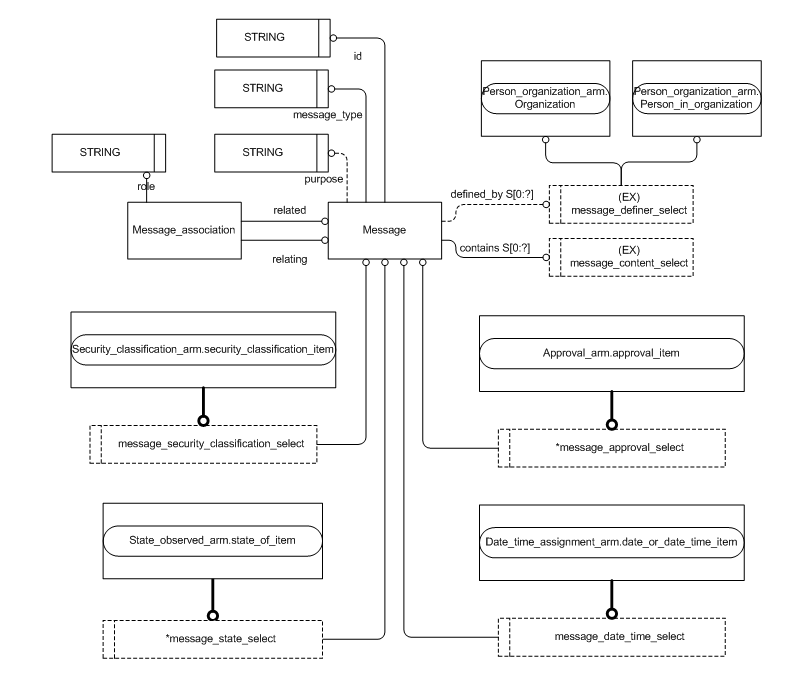 STRING
id
STRING
message_type
Person_organization_arm.
Organization
Person_organization_arm.
Person_in_organization
STRING
role
STRING
purpose
defined_by S[0:?]
(EX)
message_definer_select
Message_association
related
relating
Message
contains S[0:?]
(EX)
message_content_select
Security_classification_arm.security_classification_item
Approval_arm.approval_item
message_security_classification_select
*message_approval_select
State_observed_arm.state_of_item
Date_time_assignment_arm.date_or_date_time_item
*message_state_select
message_date_time_select